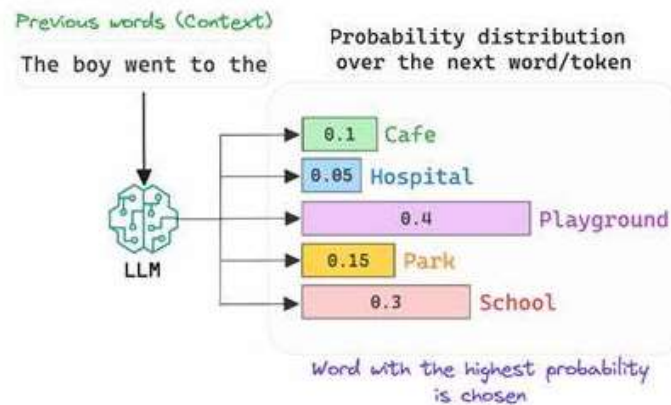 Previous words (Context)
The boy went to the
Probability distribution
over the next word/token
0.1 Cafe
0.05 Hospital
0.4 Playground
0.15 Park
0.3 School
LLM
Word with the highest probability
is chosen